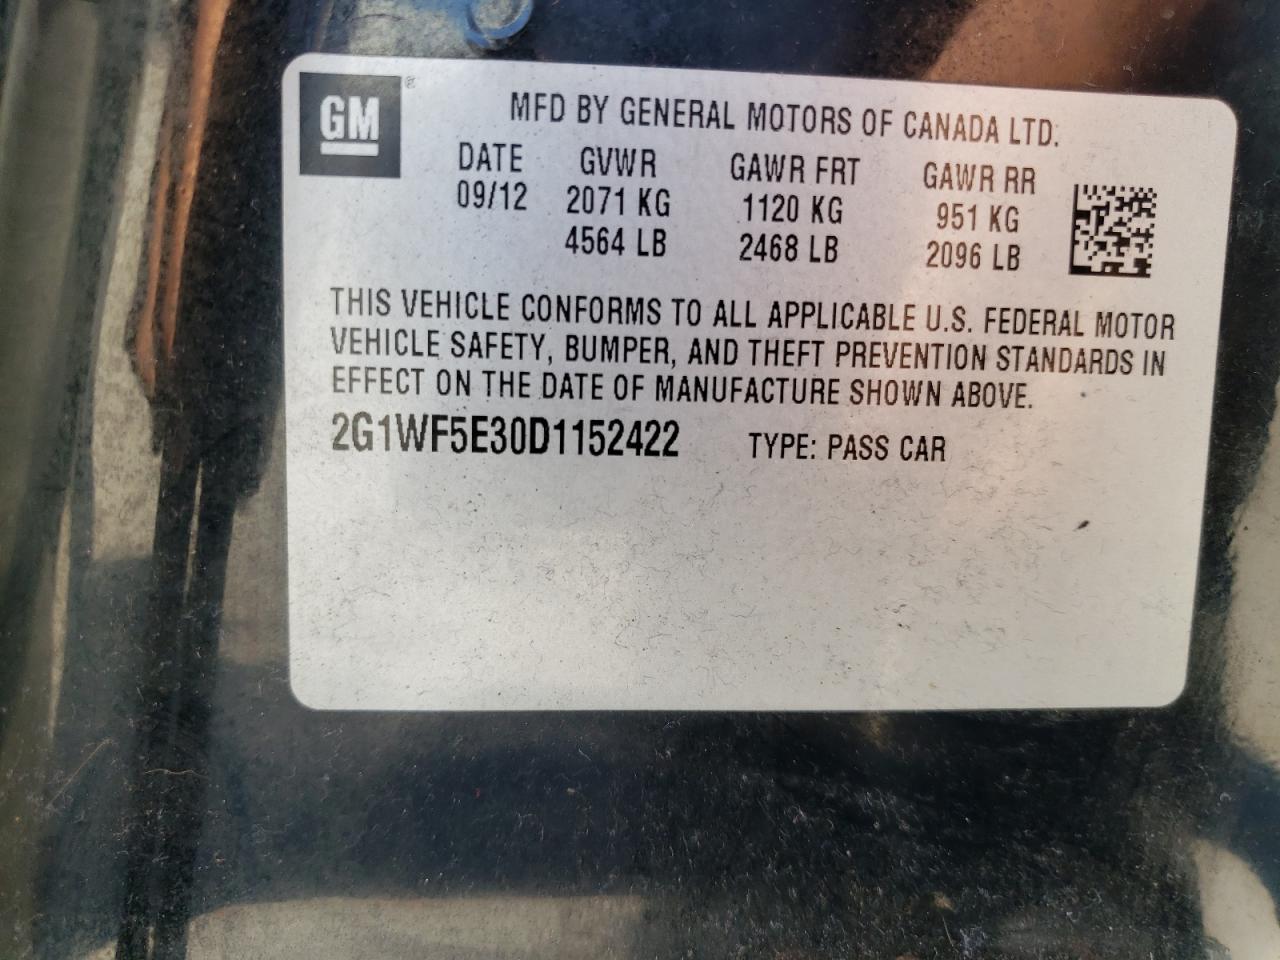 GM®
MFD BY GENERAL MOTORS OF CANADA LTD.
DATE GVWR GAWR FRT GAWR RR
09/12 2071 KG 1120 KG 951 KG
4564 LB 2468 LB 2096 LB
THIS VEHICLE CONFORMS TO ALL APPLICABLE U.S. FEDERAL MOTOR
VEHICLE SAFETY, BUMPER, AND THEFT PREVENTION STANDARDS IN
EFFECT ON THE DATE OF MANUFACTURE SHOWN ABOVE.
2G1WF5E30D1152422 TYPE: PASS CAR